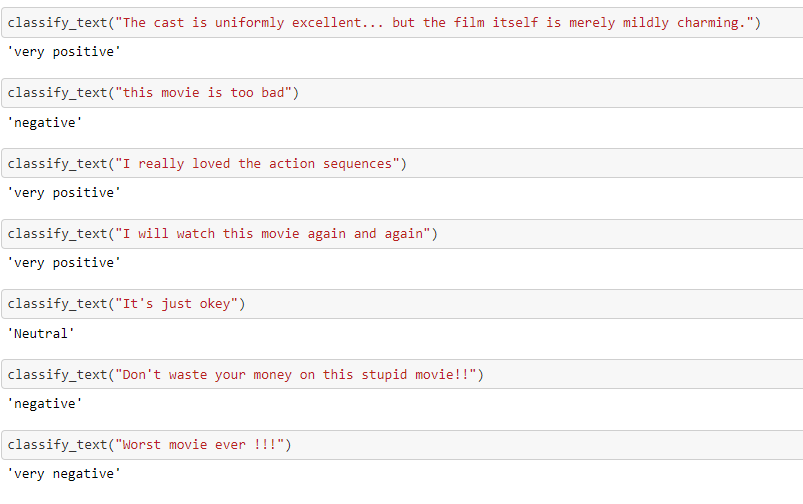 classify_text("The cast is uniformly excellent... but the film itself is merely mildly charming.")
'very positive'
classify_text("this movie is too bad")
'negative'
classify_text("I really loved the action sequences")
'very positive'
classify_text("I will watch this movie again and again")
'very positive'
classify_text("It's just okey")
'Neutral'
classify_text("Don't waste your money on this stupid movie!!")
'negative'
classify_text("Worst movie ever !!!")
'very negative'